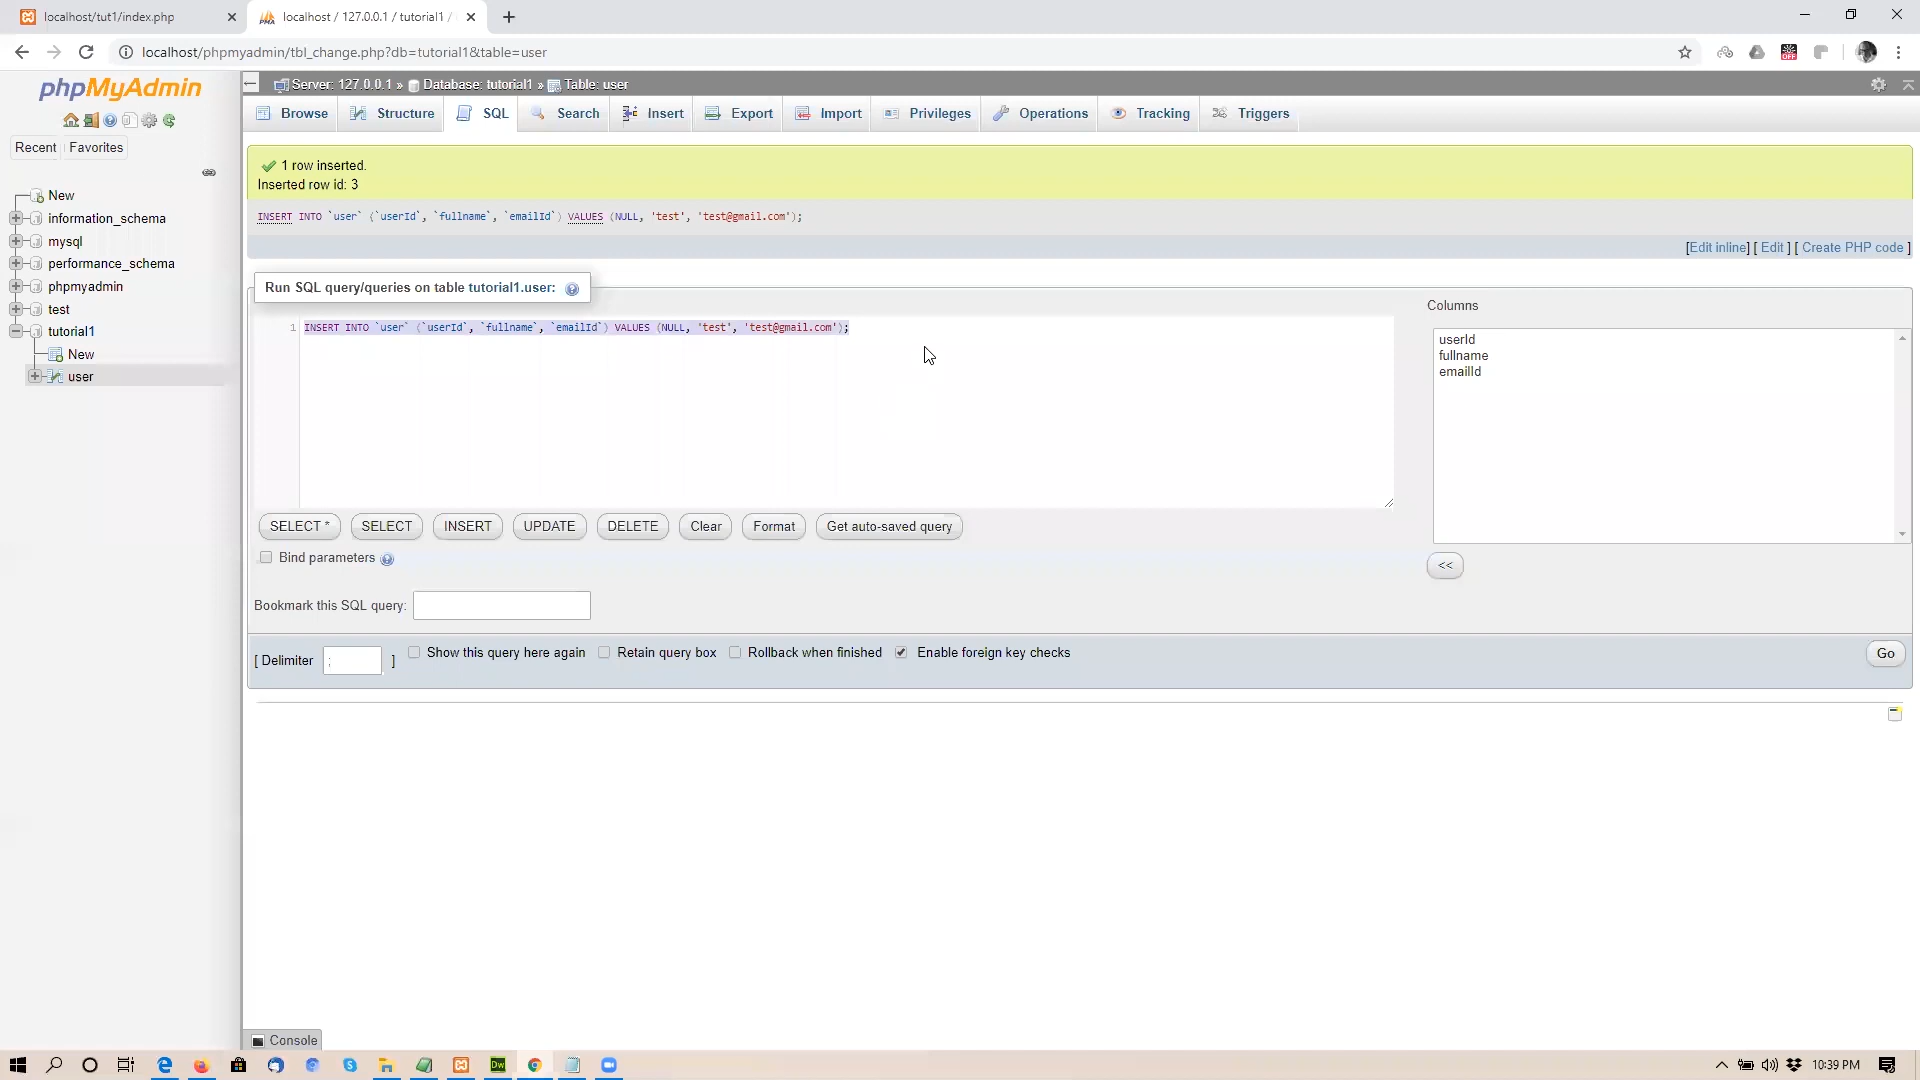 localhost/tut1/index.php
localhost / 127.0.0.1 / tutorial1 /
localhost/phpmyadmin/tbl_change.php?db=tutorial1&table=user
OFF
phpMyAdmin
Recent
Favorites
New
information_schema
mysql
performance_schema
phpmyadmin
test
tutorial1
New
user
Server: 127.0.0.1 » Database: tutorial1 » Table: user
Browse
Structure
SQL
Search
Insert
Export
Import
Privileges
Operations
Tracking
Triggers
1 row inserted.
Inserted row id: 3
INSERT INTO `user` (`userId`, `fullname`, `emailId`) VALUES (NULL, 'test', 'test@gmail.com');
[Edit inline] [ Edit ] [ Create PHP code ]
Run SQL query/queries on table tutorial1.user:
1 INSERT INTO `user` (`userId`, `fullname`, `emailId`) VALUES (NULL, 'test', 'test@gmail.com');
Columns
userId
fullname
emailId
SELECT *
SELECT
INSERT
UPDATE
DELETE
Clear
Format
Get auto-saved query
<<
Bind parameters
Bookmark this SQL query:
[ Delimiter ; ]
Show this query here again
Retain query box
Rollback when finished
Enable foreign key checks
Go
Console
Dw
10:39 PM